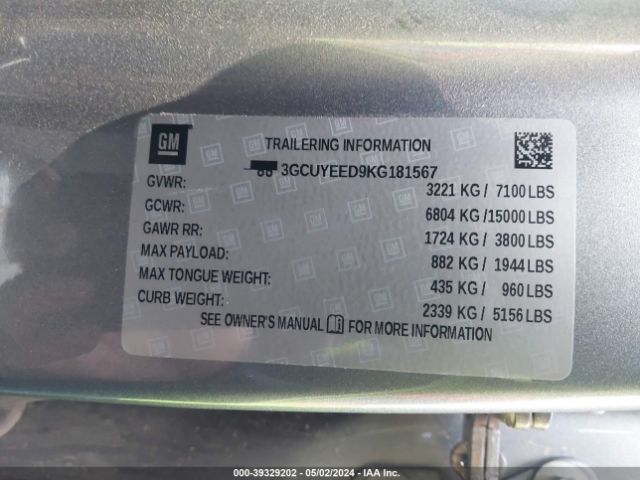 GM
TRAILERING INFORMATION
3GCUYEED9KG181567
GVWR: 3221 KG / 7100 LBS
GCWR: 6804 KG / 15000 LBS
GAWR RR: 1724 KG / 3800 LBS
MAX PAYLOAD: 882 KG / 1944 LBS
MAX TONGUE WEIGHT: 435 KG / 960 LBS
CURB WEIGHT: 2339 KG / 5156 LBS
SEE OWNER'S MANUAL FOR MORE INFORMATION
000-39329202 - 05/02/2024 - IAA Inc.